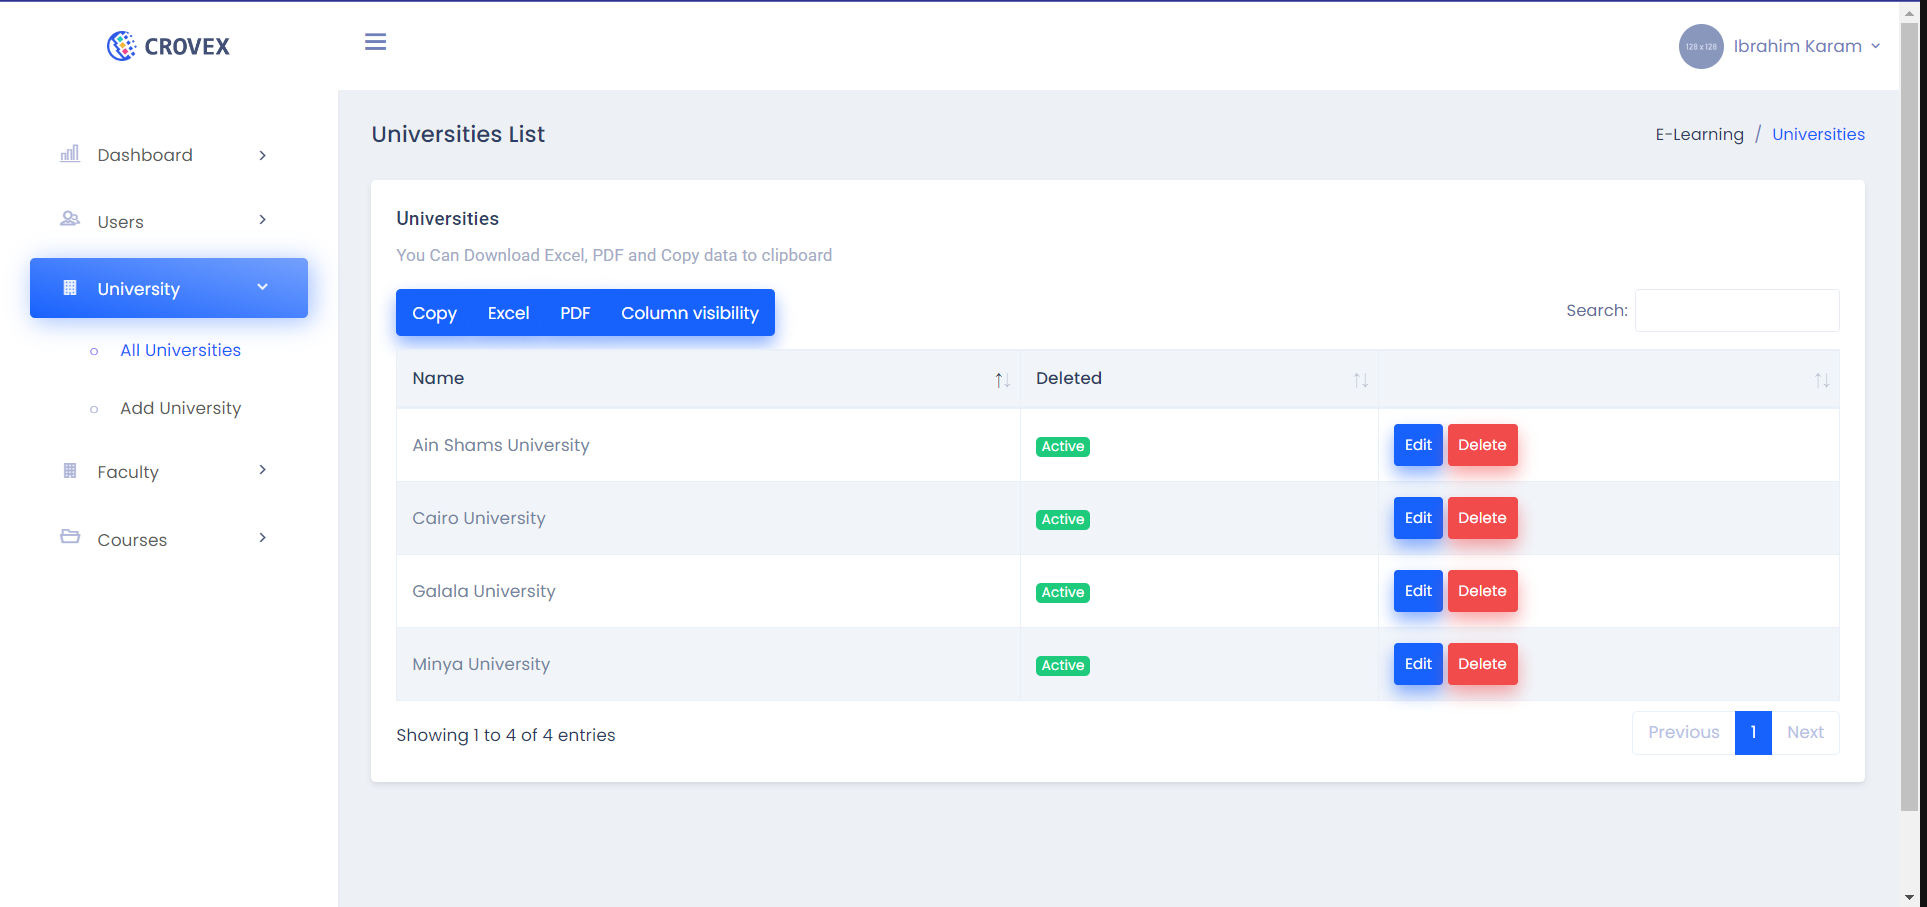 CROVEX
128 x 128
Ibrahim Karam
Dashboard
Users
University
All Universities
Add University
Faculty
Courses
Universities List
E-Learning / Universities
Universities
You Can Download Excel, PDF and Copy data to clipboard
Copy Excel PDF Column visibility
Search:
Name Deleted
Ain Shams University Active Edit Delete
Cairo University Active Edit Delete
Galala University Active Edit Delete
Minya University Active Edit Delete
Showing 1 to 4 of 4 entries
Previous 1 Next